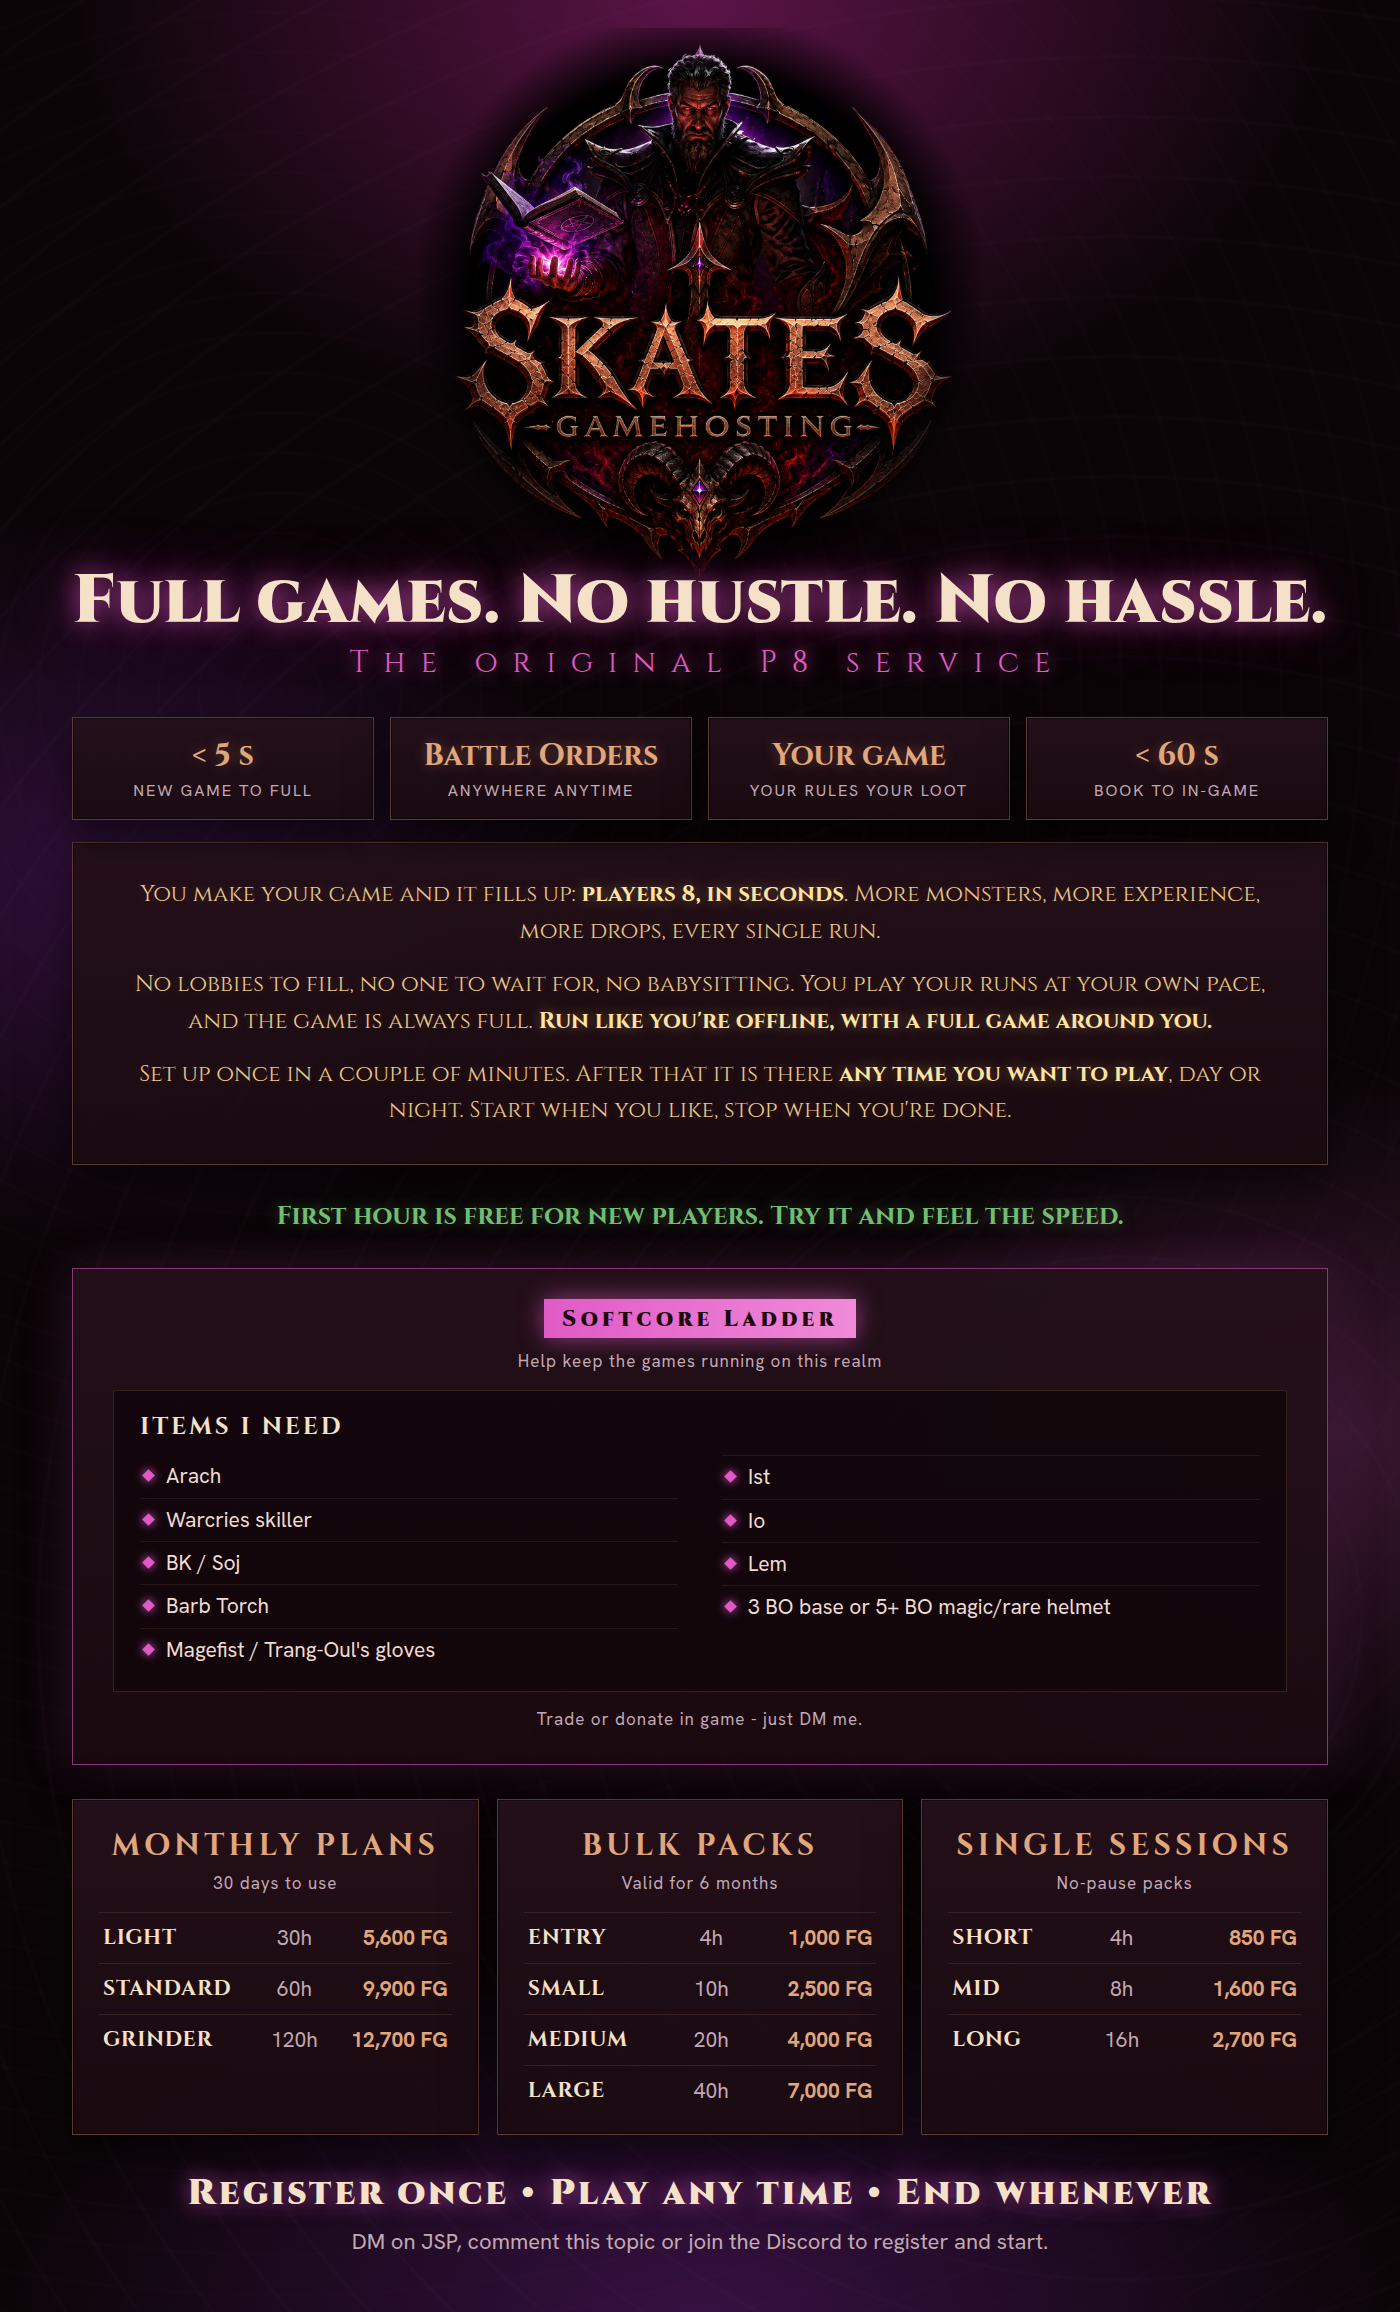 SKATES
GAMEHOSTING
Full games. No hustle. No hassle.
The original P8 service
< 5 s
NEW GAME TO FULL
Battle Orders
ANYWHERE ANYTIME
Your game
YOUR RULES YOUR LOOT
< 60 s
BOOK TO IN-GAME
You make your game and it fills up: players 8, in seconds. More monsters, more experience,
more drops, every single run.
No lobbies to fill, no one to wait for, no babysitting. You play your runs at your own pace,
and the game is always full. Run like you're offline, with a full game around you.
Set up once in a couple of minutes. After that it is there any time you want to play, day or
night. Start when you like, stop when you're done.
First hour is free for new players. Try it and feel the speed.
Softcore Ladder
Help keep the games running on this realm
ITEMS I NEED
Arach
Warcries skiller
BK / Soj
Barb Torch
Magefist / Trang-Oul's gloves
Ist
Io
Lem
3 BO base or 5+ BO magic/rare helmet
Trade or donate in game - just DM me.
MONTHLY PLANS
30 days to use
LIGHT 30h 5,600 FG
STANDARD 60h 9,900 FG
GRINDER 120h 12,700 FG
BULK PACKS
Valid for 6 months
ENTRY 4h 1,000 FG
SMALL 10h 2,500 FG
MEDIUM 20h 4,000 FG
LARGE 40h 7,000 FG
SINGLE SESSIONS
No-pause packs
SHORT 4h 850 FG
MID 8h 1,600 FG
LONG 16h 2,700 FG
Register once • Play any time • End whenever
DM on JSP, comment this topic or join the Discord to register and start.